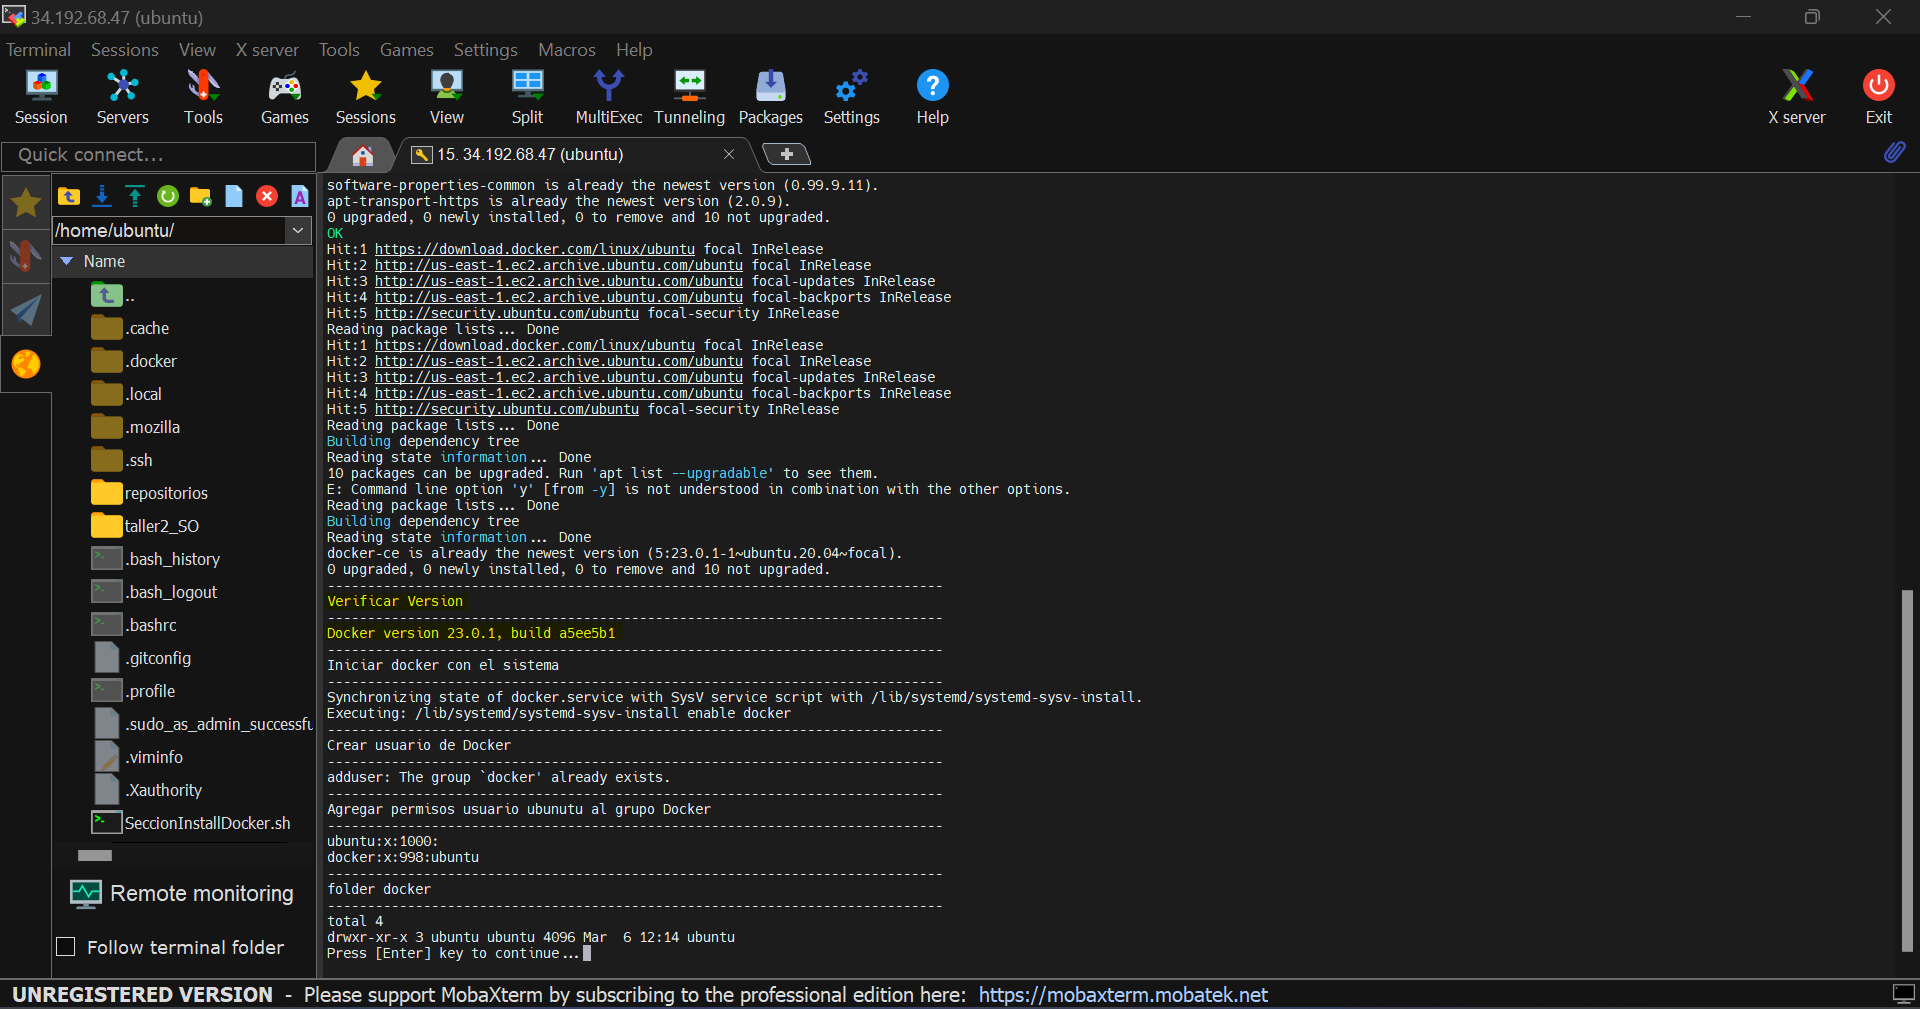 34.192.68.47 (ubuntu)
Terminal Sessions View X server Tools Games Settings Macros Help
Session Servers Tools Games Sessions View Split MultiExec Tunneling Packages Settings Help X server Exit
Quick connect...
15. 34.192.68.47 (ubuntu)
/home/ubuntu/
Name
..
.cache
.docker
.local
.mozilla
.ssh
repositorios
taller2_SO
.bash_history
.bash_logout
.bashrc
.gitconfig
.profile
.sudo_as_admin_successfu
.viminfo
.Xauthority
SeccionInstallDocker.sh
Remote monitoring
Follow terminal folder
software-properties-common is already the newest version (0.99.9.11).
apt-transport-https is already the newest version (2.0.9).
0 upgraded, 0 newly installed, 0 to remove and 10 not upgraded.
OK
Hit:1 https://download.docker.com/linux/ubuntu focal InRelease
Hit:2 http://us-east-1.ec2.archive.ubuntu.com/ubuntu focal InRelease
Hit:3 http://us-east-1.ec2.archive.ubuntu.com/ubuntu focal-updates InRelease
Hit:4 http://us-east-1.ec2.archive.ubuntu.com/ubuntu focal-backports InRelease
Hit:5 http://security.ubuntu.com/ubuntu focal-security InRelease
Reading package lists... Done
Hit:1 https://download.docker.com/linux/ubuntu focal InRelease
Hit:2 http://us-east-1.ec2.archive.ubuntu.com/ubuntu focal InRelease
Hit:3 http://us-east-1.ec2.archive.ubuntu.com/ubuntu focal-updates InRelease
Hit:4 http://us-east-1.ec2.archive.ubuntu.com/ubuntu focal-backports InRelease
Hit:5 http://security.ubuntu.com/ubuntu focal-security InRelease
Reading package lists... Done
Building dependency tree
Reading state information... Done
10 packages can be upgraded. Run 'apt list --upgradable' to see them.
E: Command line option 'y' [from -y] is not understood in combination with the other options.
Reading package lists... Done
Building dependency tree
Reading state information... Done
docker-ce is already the newest version (5:23.0.1-1~ubuntu.20.04~focal).
0 upgraded, 0 newly installed, 0 to remove and 10 not upgraded.
-----------------------------------------------------------------------------
Verificar Version
-----------------------------------------------------------------------------
Docker version 23.0.1, build a5ee5b1
-----------------------------------------------------------------------------
Iniciar docker con el sistema
-----------------------------------------------------------------------------
Synchronizing state of docker.service with SysV service script with /lib/systemd/systemd-sysv-install.
Executing: /lib/systemd/systemd-sysv-install enable docker
-----------------------------------------------------------------------------
Crear usuario de Docker
-----------------------------------------------------------------------------
adduser: The group `docker' already exists.
-----------------------------------------------------------------------------
Agregar permisos usuario ubunutu al grupo Docker
-----------------------------------------------------------------------------
ubuntu:x:1000:
docker:x:998:ubuntu
-----------------------------------------------------------------------------
folder docker
-----------------------------------------------------------------------------
total 4
drwxr-xr-x 3 ubuntu ubuntu 4096 Mar  6 12:14 ubuntu
Press [Enter] key to continue...
UNREGISTERED VERSION - Please support MobaXterm by subscribing to the professional edition here: https://mobaxterm.mobatek.net